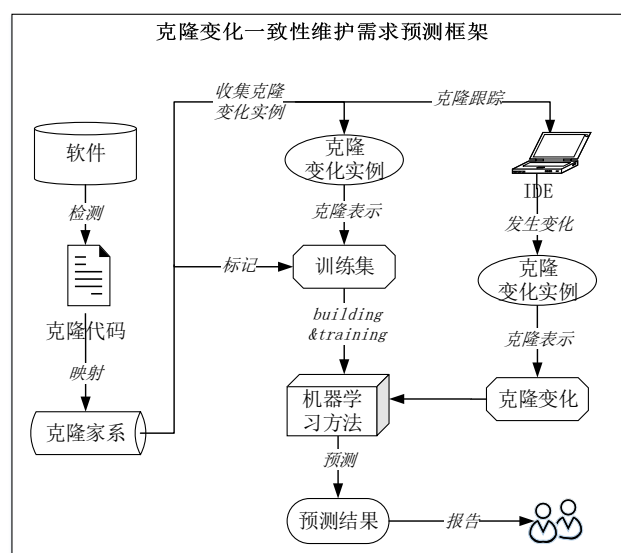 克隆变化一致性维护需求预测框架
收集克隆
变化实例
克隆跟踪
软件
克隆
变化实例
IDE
检测
克隆表示
发生变化
标记
训练集
克隆
变化实例
克隆代码
building
&training
克隆表示
映射
机器学
习方法
克隆变化
克隆家系
预测
预测结果
报告